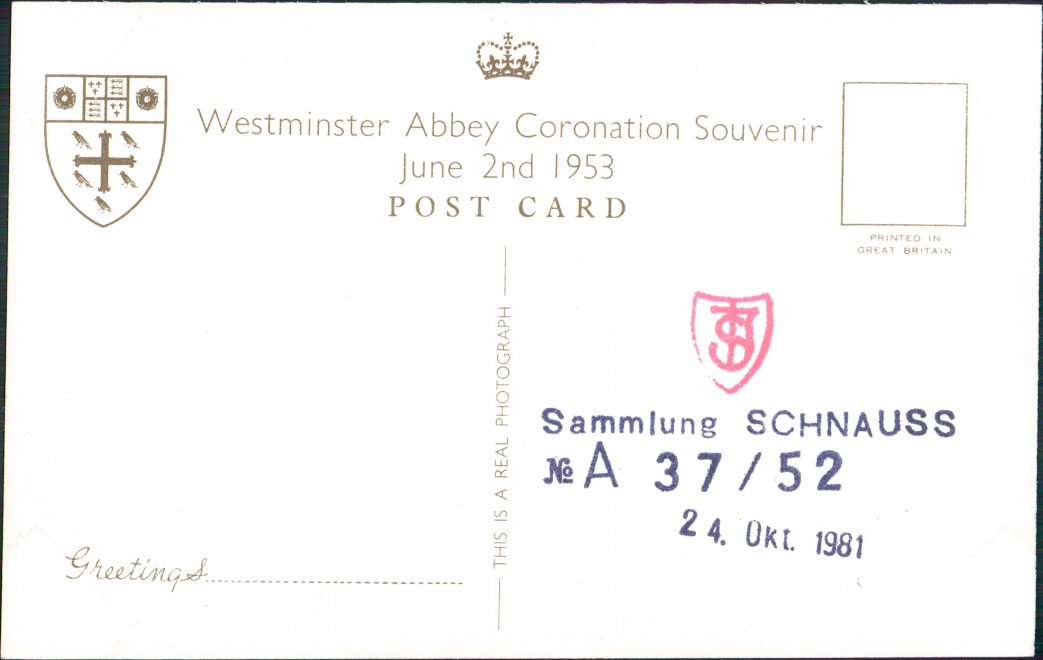 Westminster Abbey Coronation Souvenir
June 2nd 1953
POST CARD
PRINTED IN
GREAT BRITAIN
THIS IS A REAL PHOTOGRAPH
Sammlung SCHNAUSS
№ A 37/52
24. Okt. 1981
Greetings